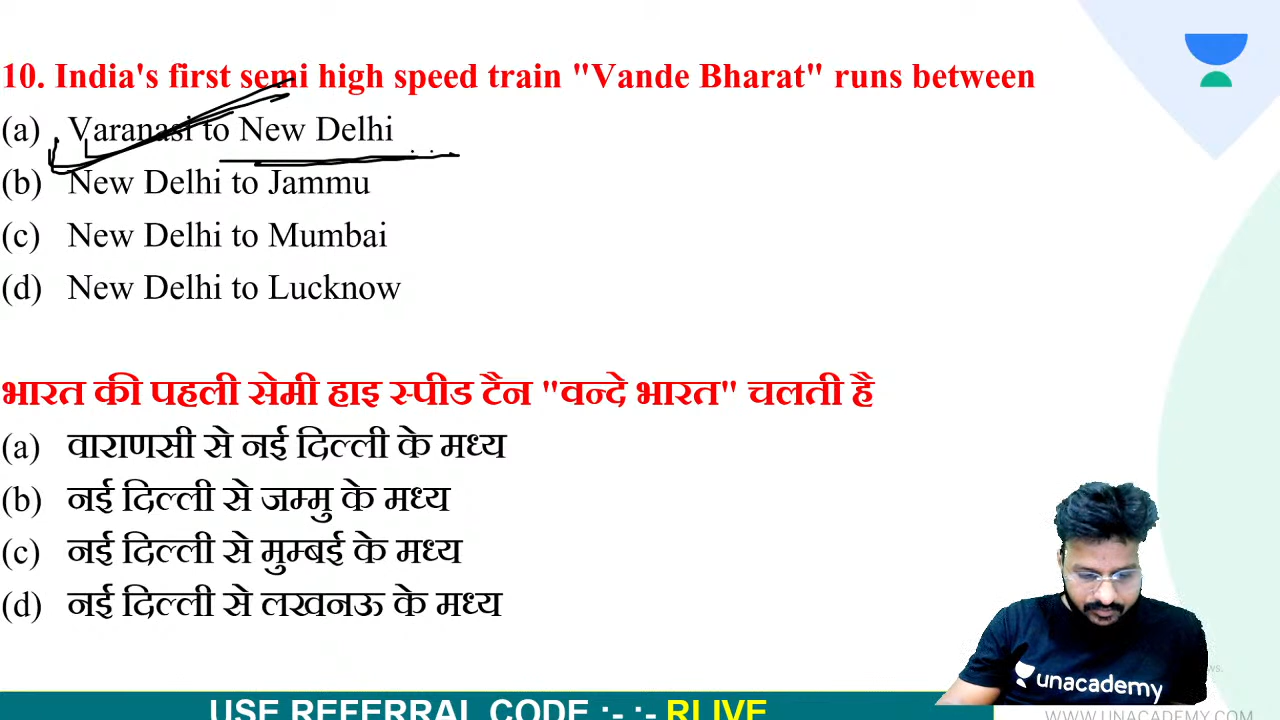 10. India's first semi high speed train "Vande Bharat" runs between
(a) Varanasi to New Delhi
(b) New Delhi to Jammu
(c) New Delhi to Mumbai
(d) New Delhi to Lucknow
भारत की पहली सेमी हाइ स्पीड टैन "वन्दे भारत" चलती है
(a) वाराणसी से नई दिल्ली के मध्य
(b) नई दिल्ली से जम्मु के मध्य
(c) नई दिल्ली से मुम्बई के मध्य
(d) नई दिल्ली से लखनऊ के मध्य
unacademy
USE REFERRAL CODE :- :- RLIVE
WWW.UNACADEMY.COM